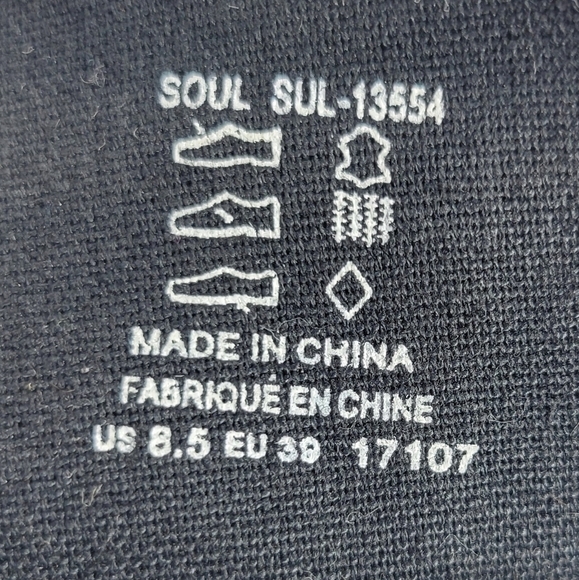 SOUL SUL-13554
MADE IN CHINA
FABRIQUÉ EN CHINE
US 8.5 EU 39 17107